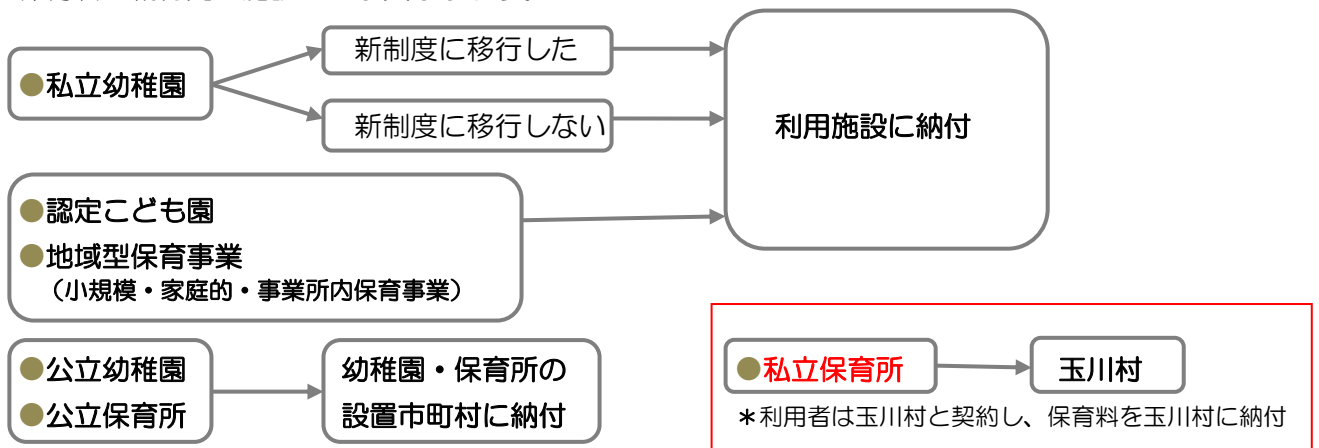 ●私立幼稚園
新制度に移行した
新制度に移行しない
利用施設に納付
●認定こども園
●地域型保育事業
（小規模・家庭的・事業所内保育事業）
●公立幼稚園
●公立保育所
幼稚園・保育所の
設置市町村に納付
●私立保育所
玉川村
＊利用者は玉川村と契約し、保育料を玉川村に納付